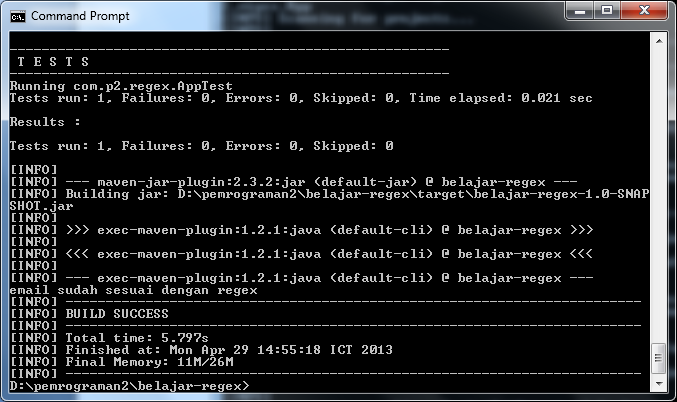 Command Prompt
T E S T S
Running com.p2.regex.AppTest
Tests run: 1, Failures: 0, Errors: 0, Skipped: 0, Time elapsed: 0.021 sec
Results :
Tests run: 1, Failures: 0, Errors: 0, Skipped: 0
[INFO]
[INFO] --- maven-jar-plugin:2.3.2:jar (default-jar) @ belajar-regex ---
[INFO] Building jar: D:\pemrograman2\belajar-regex\target\belajar-regex-1.0-SNAP
SHOT.jar
[INFO]
[INFO] >>> exec-maven-plugin:1.2.1:java (default-cli) @ belajar-regex >>>
[INFO]
[INFO] <<< exec-maven-plugin:1.2.1:java (default-cli) @ belajar-regex <<<
[INFO]
[INFO] --- exec-maven-plugin:1.2.1:java (default-cli) @ belajar-regex ---
email sudah sesuai dengan regex
[INFO] ------------------------------------------------------------------------
[INFO] BUILD SUCCESS
[INFO] ------------------------------------------------------------------------
[INFO] Total time: 5.797s
[INFO] Finished at: Mon Apr 29 14:55:18 ICT 2013
[INFO] Final Memory: 11M/26M
[INFO] ------------------------------------------------------------------------
D:\pemrograman2\belajar-regex>